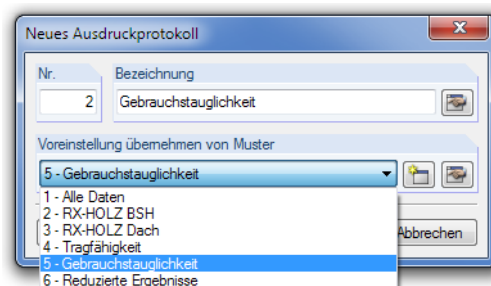 Neues Ausdruckprotokoll
Nr.
Bezeichnung
2
Gebrauchstauglichkeit
Voreinstellung übernehmen von Muster
5 - Gebrauchstauglichkeit
1 - Alle Daten
2 - RX-HOLZ BSH
3 - RX-HOLZ Dach
4 - Tragfähigkeit
Abbrechen
5 - Gebrauchstauglichkeit
6 - Reduzierte Ergebnisse